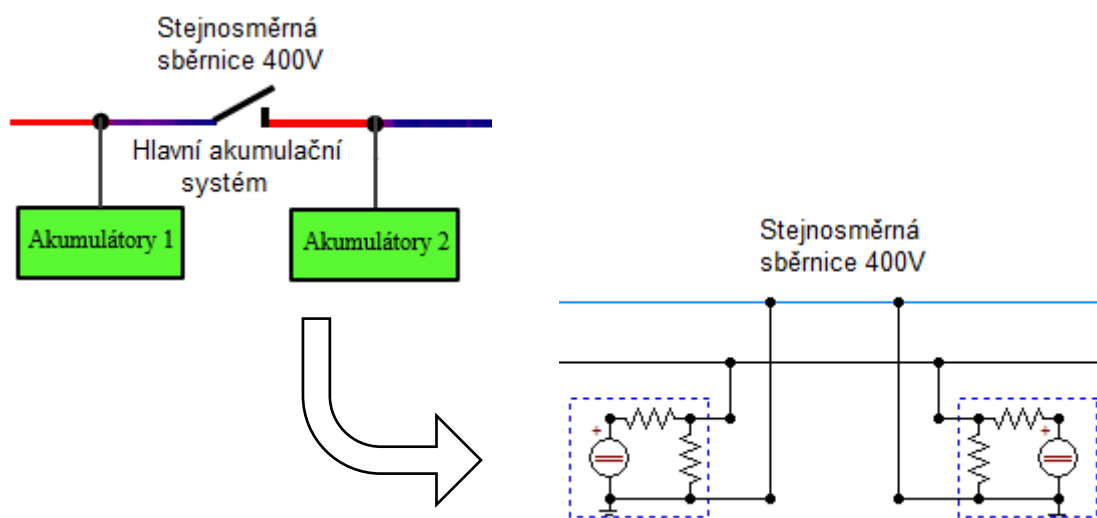 Stejnosměrná
sběrnice 400V
Hlavní akumulační
systém
Akumulátory 1
Akumulátory 2
Stejnosměrná
sběrnice 400V
+
+